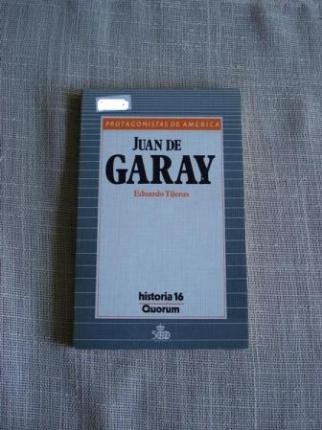 PROTAGONISTAS DE AMERICA
JUAN DE
GARAY
Eduardo Tijeras
historia 16
Quorum